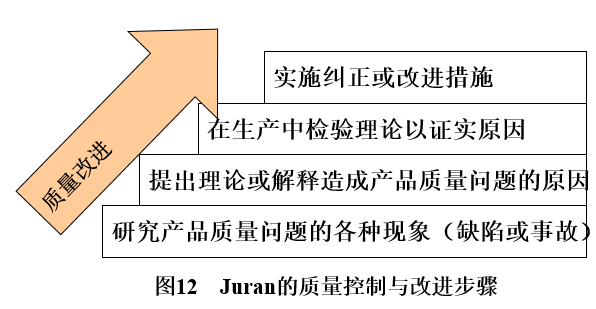 实施纠正或改进措施
在生产中检验理论以证实原因
提出理论或解释造成产品质量问题的原因
研究产品质量问题的各种现象（缺陷或事故）
质量改进
图12 Juran的质量控制与改进步骤